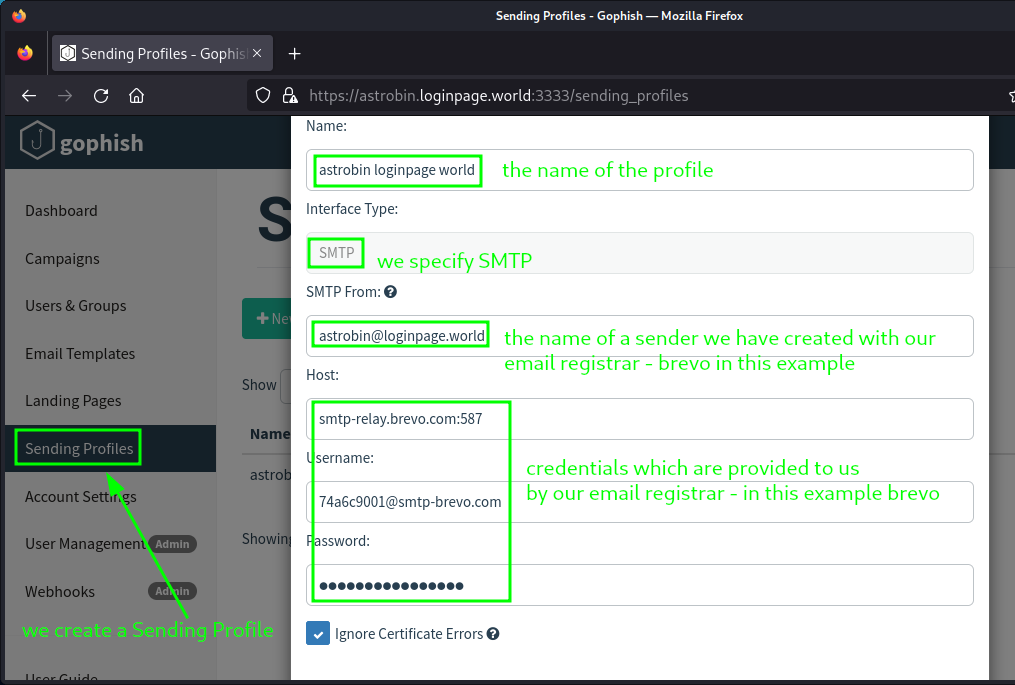 Sending Profiles - Gophish — Mozilla Firefox
Sending Profiles - Gophis
https://astrobin.loginpage.world:3333/sending_profiles
gophish
Dashboard
Campaigns
Users & Groups
Email Templates
Landing Pages
Sending Profiles
Account Settings
User Management Admin
Webhooks Admin
we create a Sending Profile
User Guide
S
+ Ne
Show
Name
astrob
Showing
Name:
astrobin loginpage world
the name of the profile
Interface Type:
SMTP
we specify SMTP
SMTP From:
astrobin@loginpage.world
the name of a sender we have created with our
email registrar - brevo in this example
Host:
smtp-relay.brevo.com:587
Username:
credentials which are provided to us
by our email registrar - in this example brevo
74a6c9001@smtp-brevo.com
Password:
●●●●●●●●●●●●●●●●
Ignore Certificate Errors